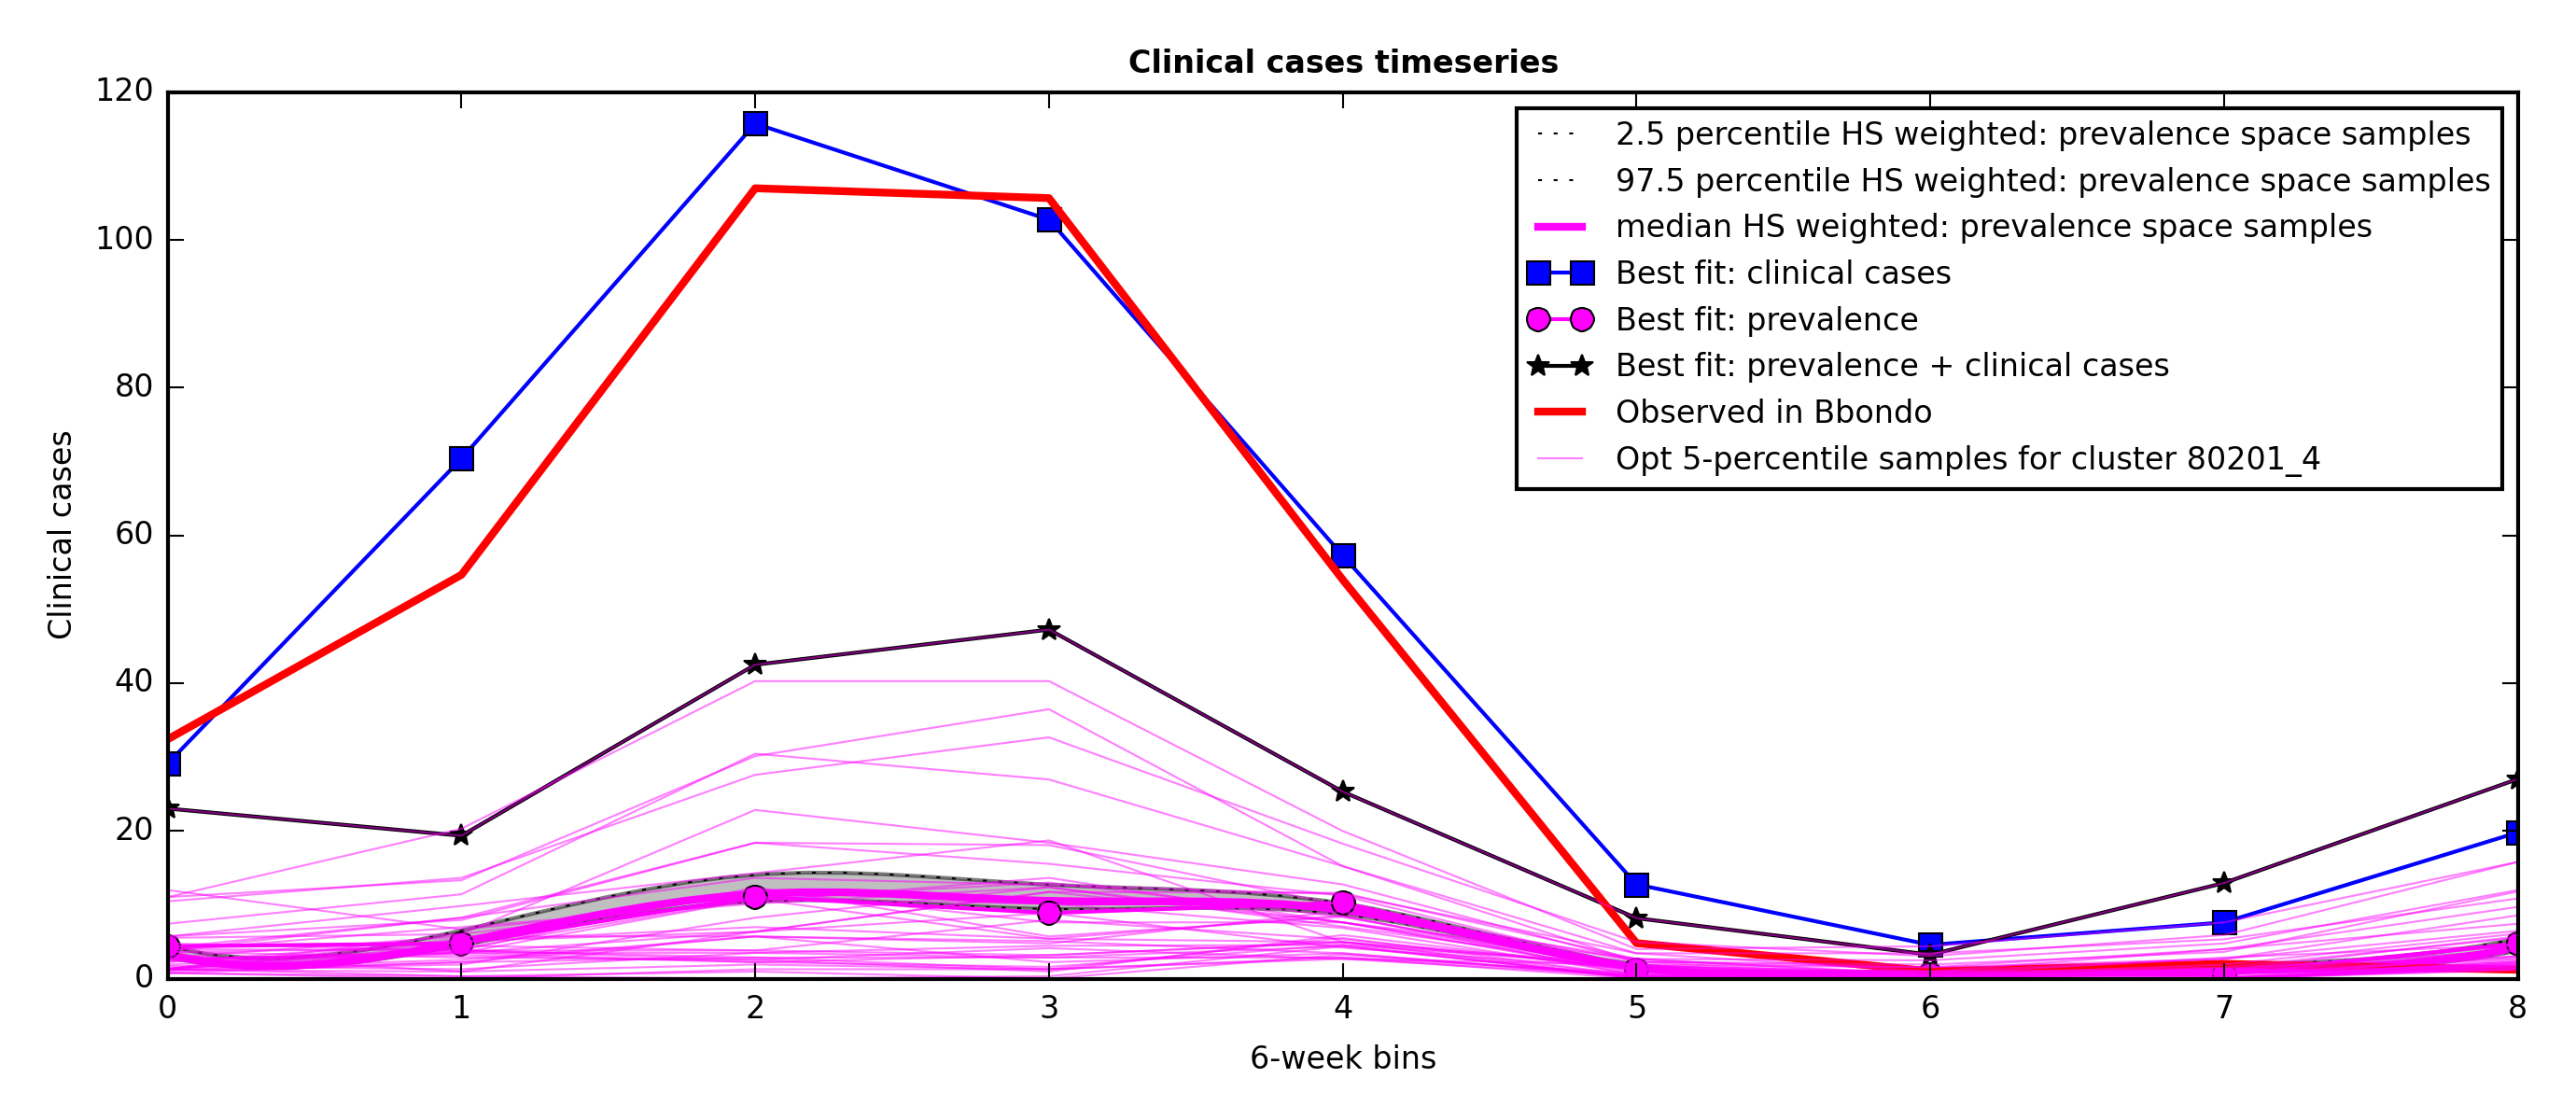 Clinical cases timeseries
120
100
80
60
40
20
0
Clinical cases
2.5 percentile HS weighted: prevalence space samples
97.5 percentile HS weighted: prevalence space samples
median HS weighted: prevalence space samples
Best fit: clinical cases
Best fit: prevalence
Best fit: prevalence + clinical cases
Observed in Bbondo
Opt 5-percentile samples for cluster 80201_4
0 1 2 3 4 5 6 7 8
6-week bins